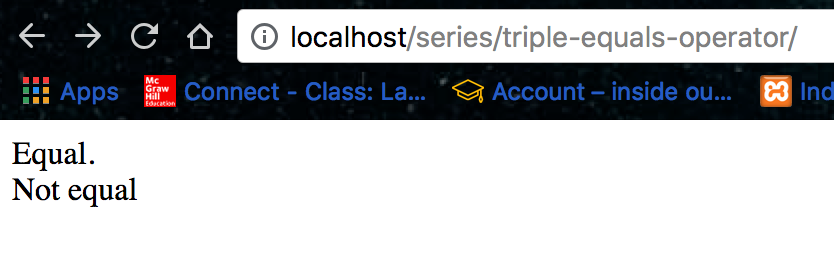 localhost/series/triple-equals-operator/
Apps Mc Graw Hill Education Connect - Class: La... Account – inside ou... Ind
Equal.
Not equal